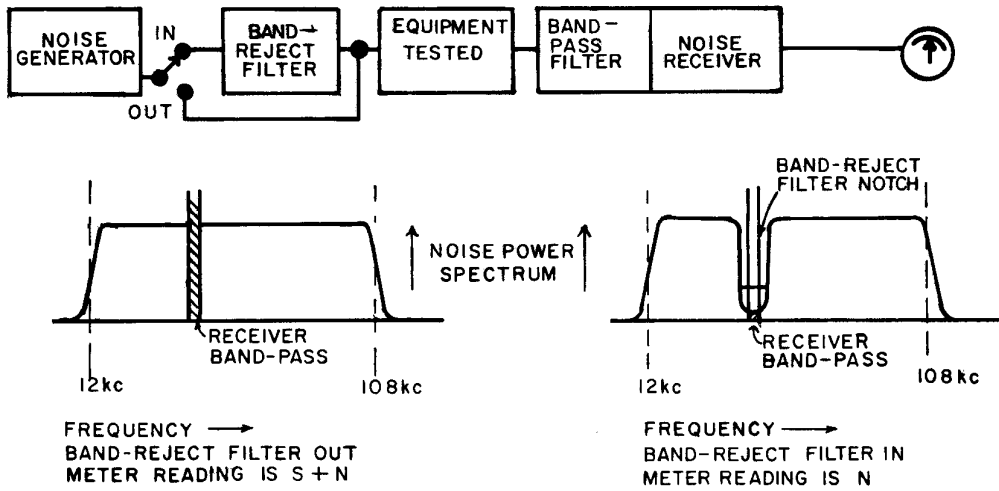 NOISE
GENERATOR
IN
OUT
BAND-
REJECT
FILTER
EQUIPMENT
TESTED
BAND-
PASS
FILTER
NOISE
RECEIVER
BAND-REJECT
FILTER NOTCH
NOISE POWER
SPECTRUM
RECEIVER
BAND-PASS
12kc
108kc
RECEIVER
BAND-PASS
12kc
108kc
FREQUENCY
BAND-REJECT FILTER OUT
METER READING IS S+N
FREQUENCY
BAND-REJECT FILTER IN
METER READING IS N